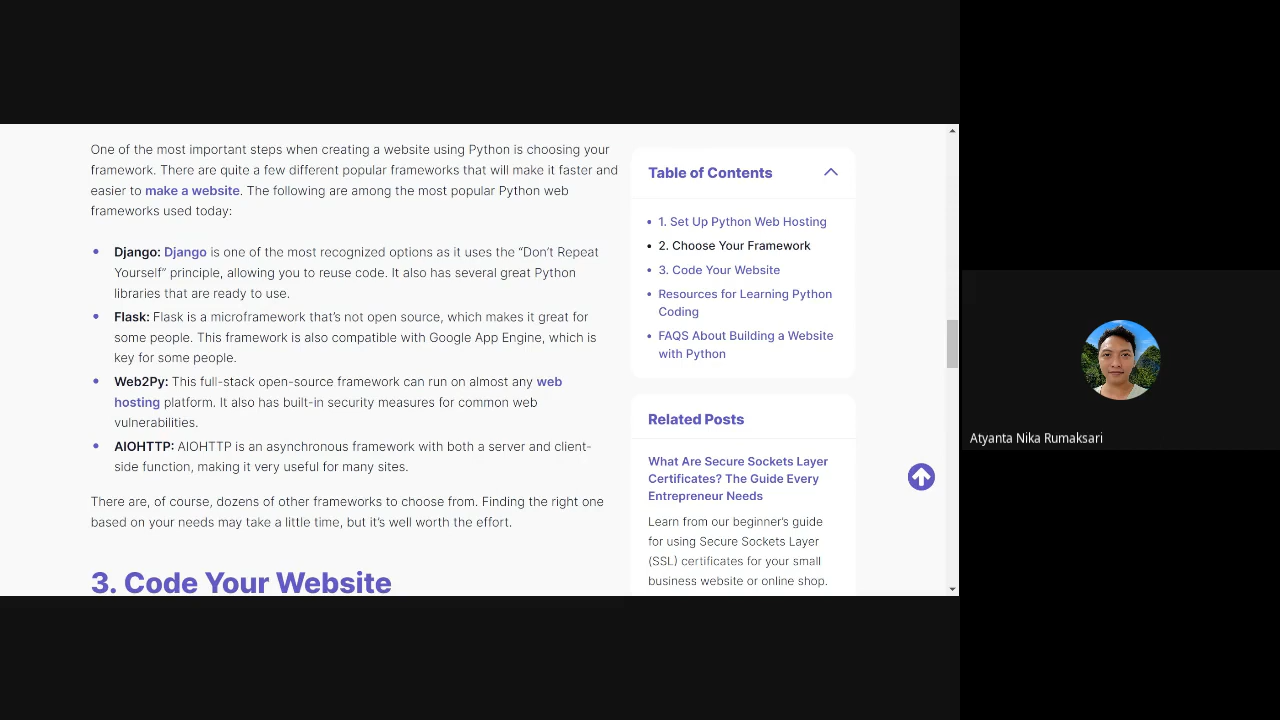 One of the most important steps when creating a website using Python is choosing your
framework. There are quite a few different popular frameworks that will make it faster and
easier to make a website. The following are among the most popular Python web
frameworks used today:
• Django: Django is one of the most recognized options as it uses the “Don’t Repeat
Yourself” principle, allowing you to reuse code. It also has several great Python
libraries that are ready to use.
• Flask: Flask is a microframework that’s not open source, which makes it great for
some people. This framework is also compatible with Google App Engine, which is
key for some people.
• Web2Py: This full-stack open-source framework can run on almost any web
hosting platform. It also has built-in security measures for common web
vulnerabilities.
• AIOHTTP: AIOHTTP is an asynchronous framework with both a server and client-
side function, making it very useful for many sites.
There are, of course, dozens of other frameworks to choose from. Finding the right one
based on your needs may take a little time, but it’s well worth the effort.
3. Code Your Website
Table of Contents
• 1. Set Up Python Web Hosting
• 2. Choose Your Framework
• 3. Code Your Website
• Resources for Learning Python
Coding
• FAQS About Building a Website
with Python
Related Posts
What Are Secure Sockets Layer
Certificates? The Guide Every
Entrepreneur Needs
Learn from our beginner’s guide
for using Secure Sockets Layer
(SSL) certificates for your small
business website or online shop.
Atyanta Nika Rumaksari